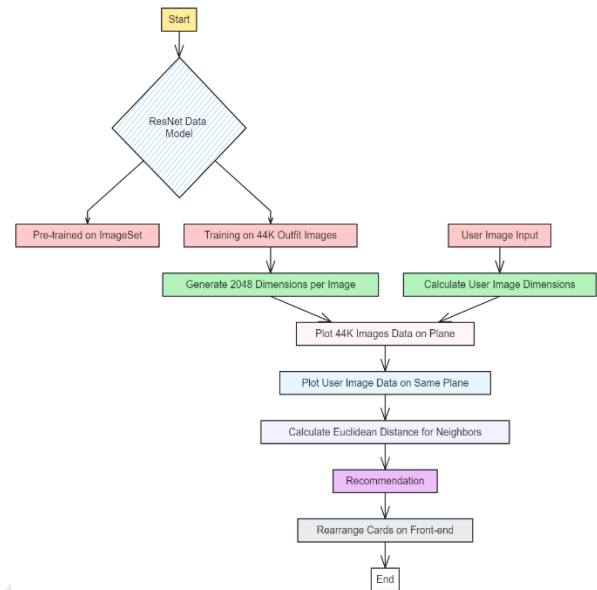 Start
ResNet Data
Model
Pre-trained on ImageSet
Training on 44K Outfit Images
User Image Input
Generate 2048 Dimensions per Image
Calculate User Image Dimensions
Plot 44K Images Data on Plane
Plot User Image Data on Same Plane
Calculate Euclidean Distance for Neighbors
Recommendation
Rearrange Cards on Front-end
End